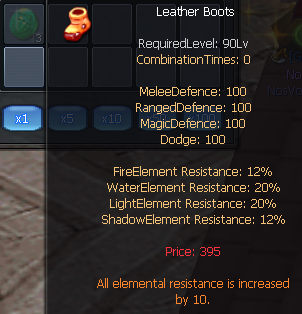 Leather Boots
3
RequiredLevel: 90Lv
CombinationTimes: 0
MeleeDefence: 100
RangedDefence: 100
x1
x5
x10
MagicDefence: 100
Dodge: 100
FireElement Resistance: 12%
WaterElement Resistance: 20%
LightElement Resistance: 20%
ShadowElement Resistance: 12%
Price: 395
All elemental resistance is increased
by 10.